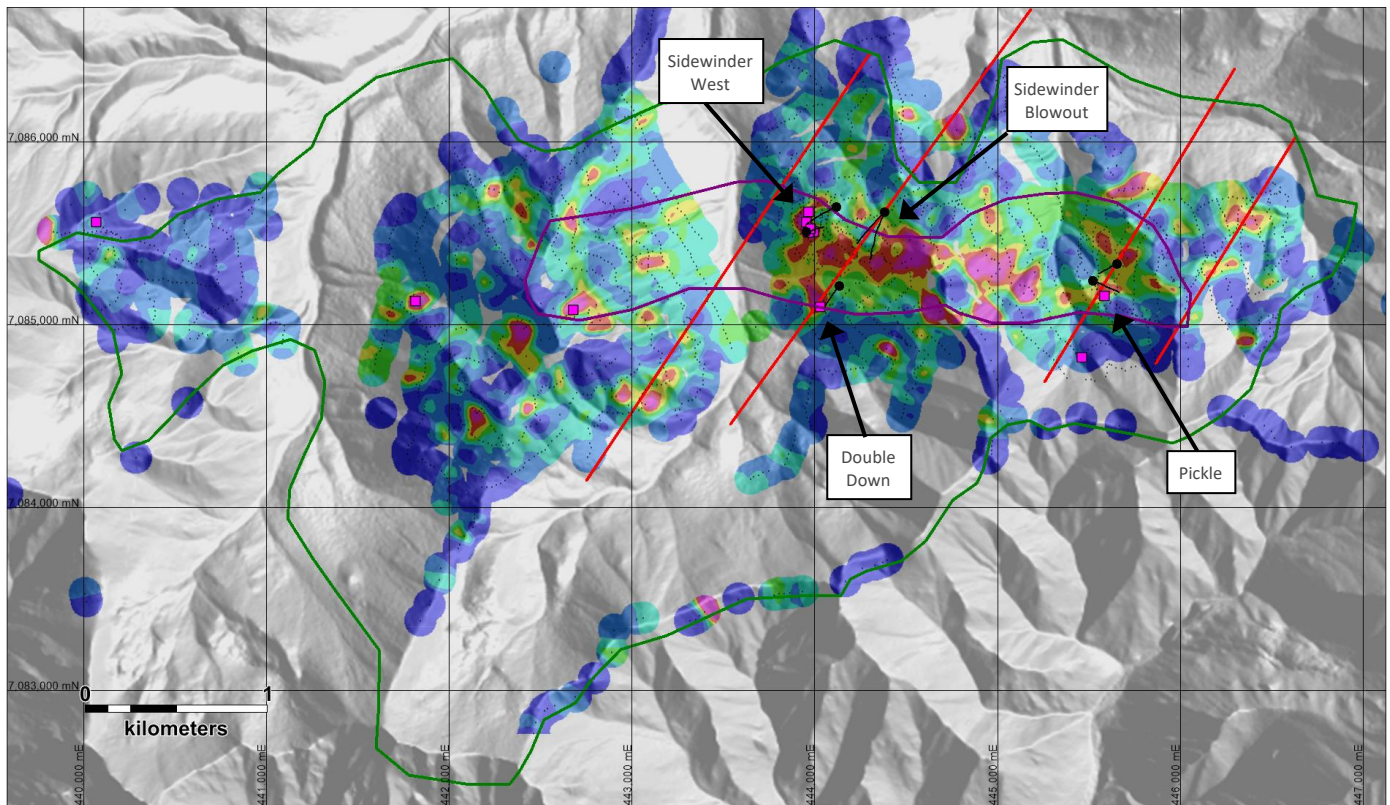 Sidewinder
West
Sidewinder
Blowout
7,086,000 mN
7,085,000 mN
Double
Down
Pickle
7,084,000 mN
7,083,000 mN
0 1
kilometers
440,000 mE
441,000 mE
442,000 mE
443,000 mE
444,000 mE
445,000 mE
446,000 mE
447,000 mE